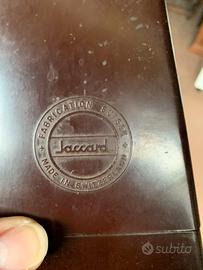 FABRICATION SUISSE
Jaccard
MADE IN SWITZERLAND
subito